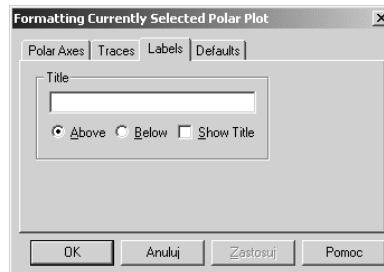 Formatting Currently Selected Polar Plot
Polar Axes Traces Labels Defaults
Title
Above Below Show Title
OK Anuluj Zastosuj Pomoc